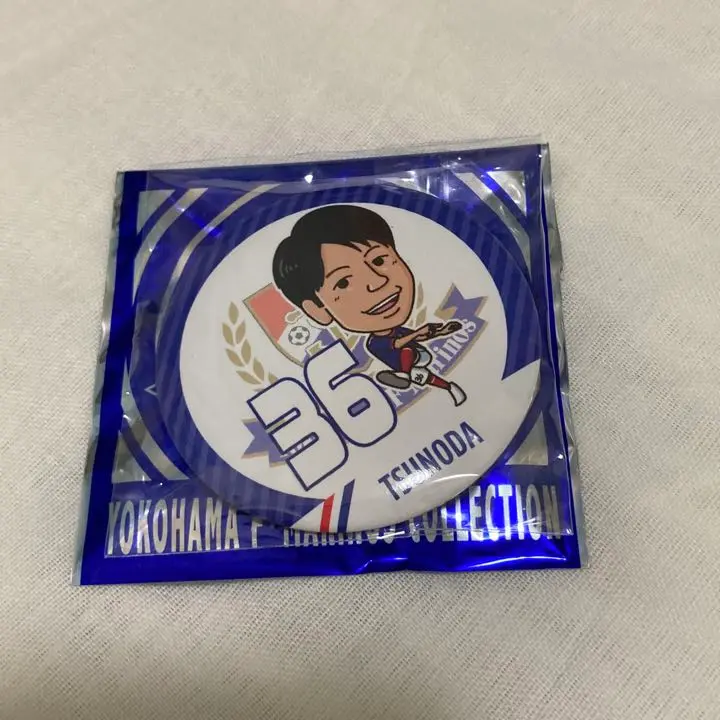 36
TSUNODA
YOKOHAMA F・MARINOS COLLECTION